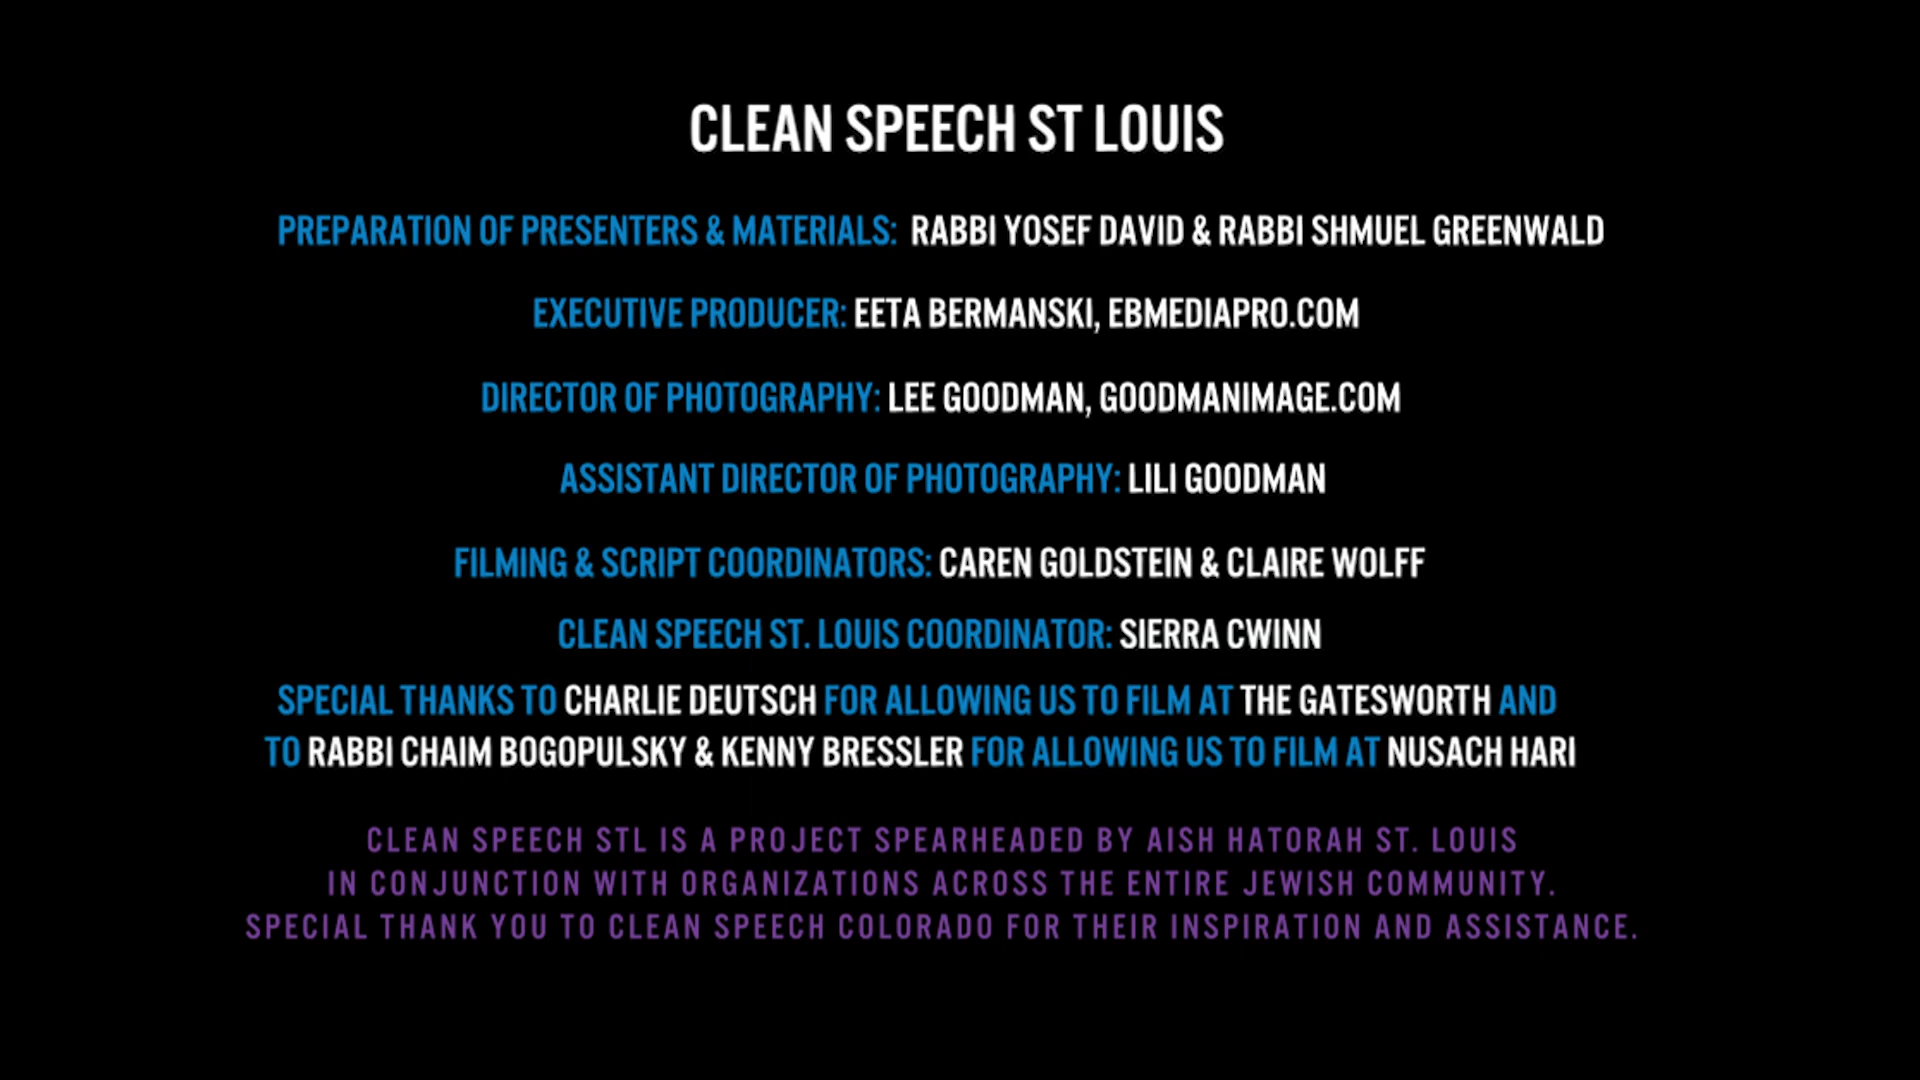 CLEAN SPEECH ST LOUIS
PREPARATION OF PRESENTERS & MATERIALS: RABBI YOSEF DAVID & RABBI SHMUEL GREENWALD
EXECUTIVE PRODUCER: EETA BERMANSKI, EBMEDIAPRO.COM
DIRECTOR OF PHOTOGRAPHY: LEE GOODMAN, GOODMANIMAGE.COM
ASSISTANT DIRECTOR OF PHOTOGRAPHY: LILI GOODMAN
FILMING & SCRIPT COORDINATORS: CAREN GOLDSTEIN & CLAIRE WOLFF
CLEAN SPEECH ST. LOUIS COORDINATOR: SIERRA CWINN
SPECIAL THANKS TO CHARLIE DEUTSCH FOR ALLOWING US TO FILM AT THE GATESWORTH AND
TO RABBI CHAIM BOGOPULSKY & KENNY BRESSLER FOR ALLOWING US TO FILM AT NUSACH HARI
CLEAN SPEECH STL IS A PROJECT SPEARHEADED BY AISH HATORAH ST. LOUIS
IN CONJUNCTION WITH ORGANIZATIONS ACROSS THE ENTIRE JEWISH COMMUNITY.
SPECIAL THANK YOU TO CLEAN SPEECH COLORADO FOR THEIR INSPIRATION AND ASSISTANCE.